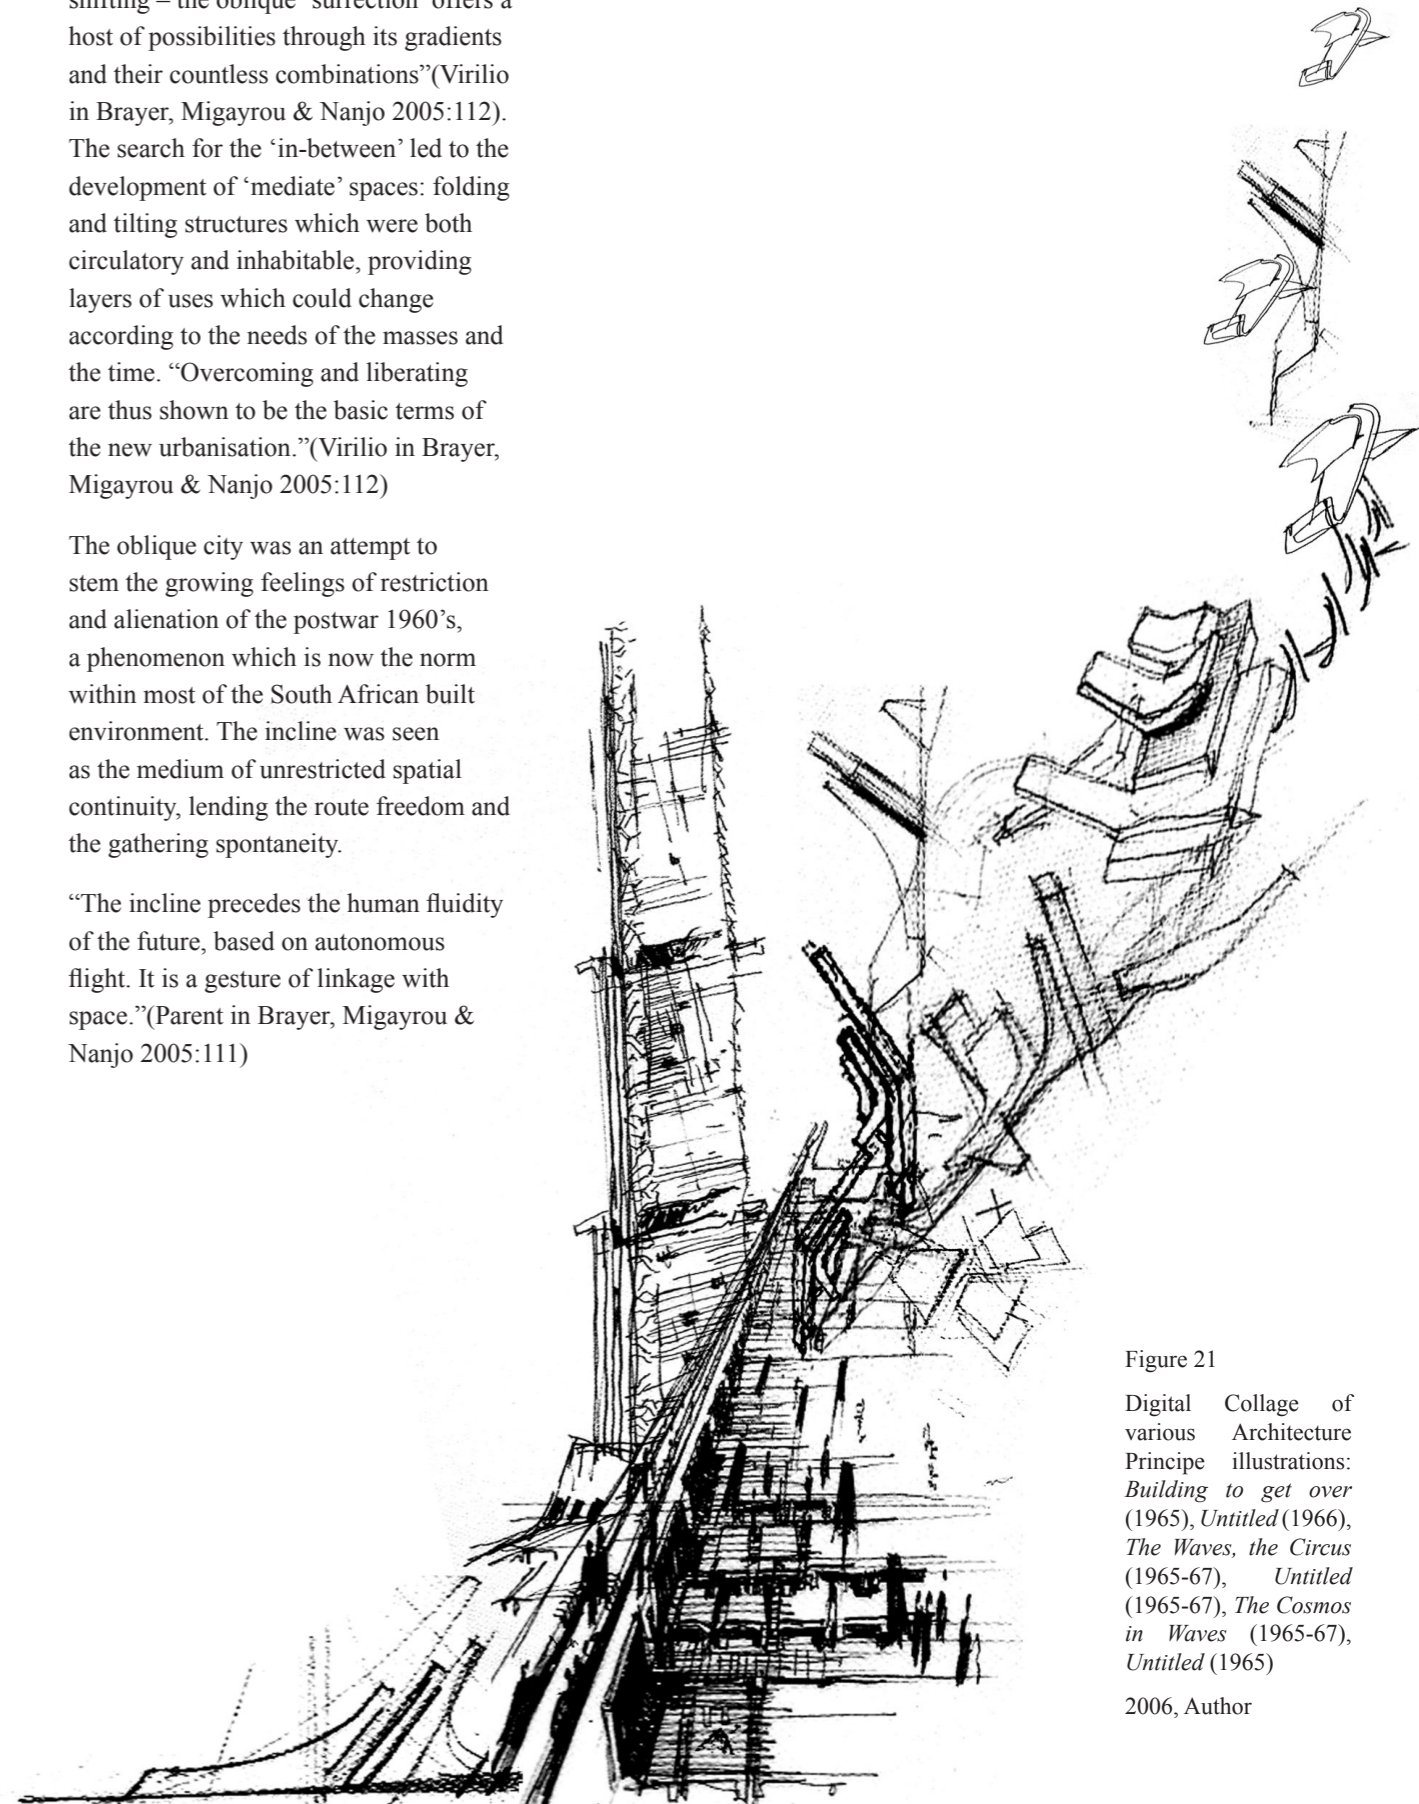 shifting – the oblique ‘surrection’ offers a
host of possibilities through its gradients
and their countless combinations”(Virilio
in Brayer, Migayrou & Nanjo 2005:112).
The search for the ‘in-between’ led to the
development of ‘mediate’ spaces: folding
and tilting structures which were both
circulatory and inhabitable, providing
layers of uses which could change
according to the needs of the masses and
the time. “Overcoming and liberating
are thus shown to be the basic terms of
the new urbanisation.”(Virilio in Brayer,
Migayrou & Nanjo 2005:112)
The oblique city was an attempt to
stem the growing feelings of restriction
and alienation of the postwar 1960’s,
a phenomenon which is now the norm
within most of the South African built
environment. The incline was seen
as the medium of unrestricted spatial
continuity, lending the route freedom and
the gathering spontaneity.
“The incline precedes the human fluidity
of the future, based on autonomous
flight. It is a gesture of linkage with
space.”(Parent in Brayer, Migayrou &
Nanjo 2005:111)
Figure 21
Digital Collage of
various Architecture
Principe illustrations:
Building to get over
(1965), Untitled (1966),
The Waves, the Circus
(1965-67), Untitled
(1965-67), The Cosmos
in Waves (1965-67),
Untitled (1965)
2006, Author